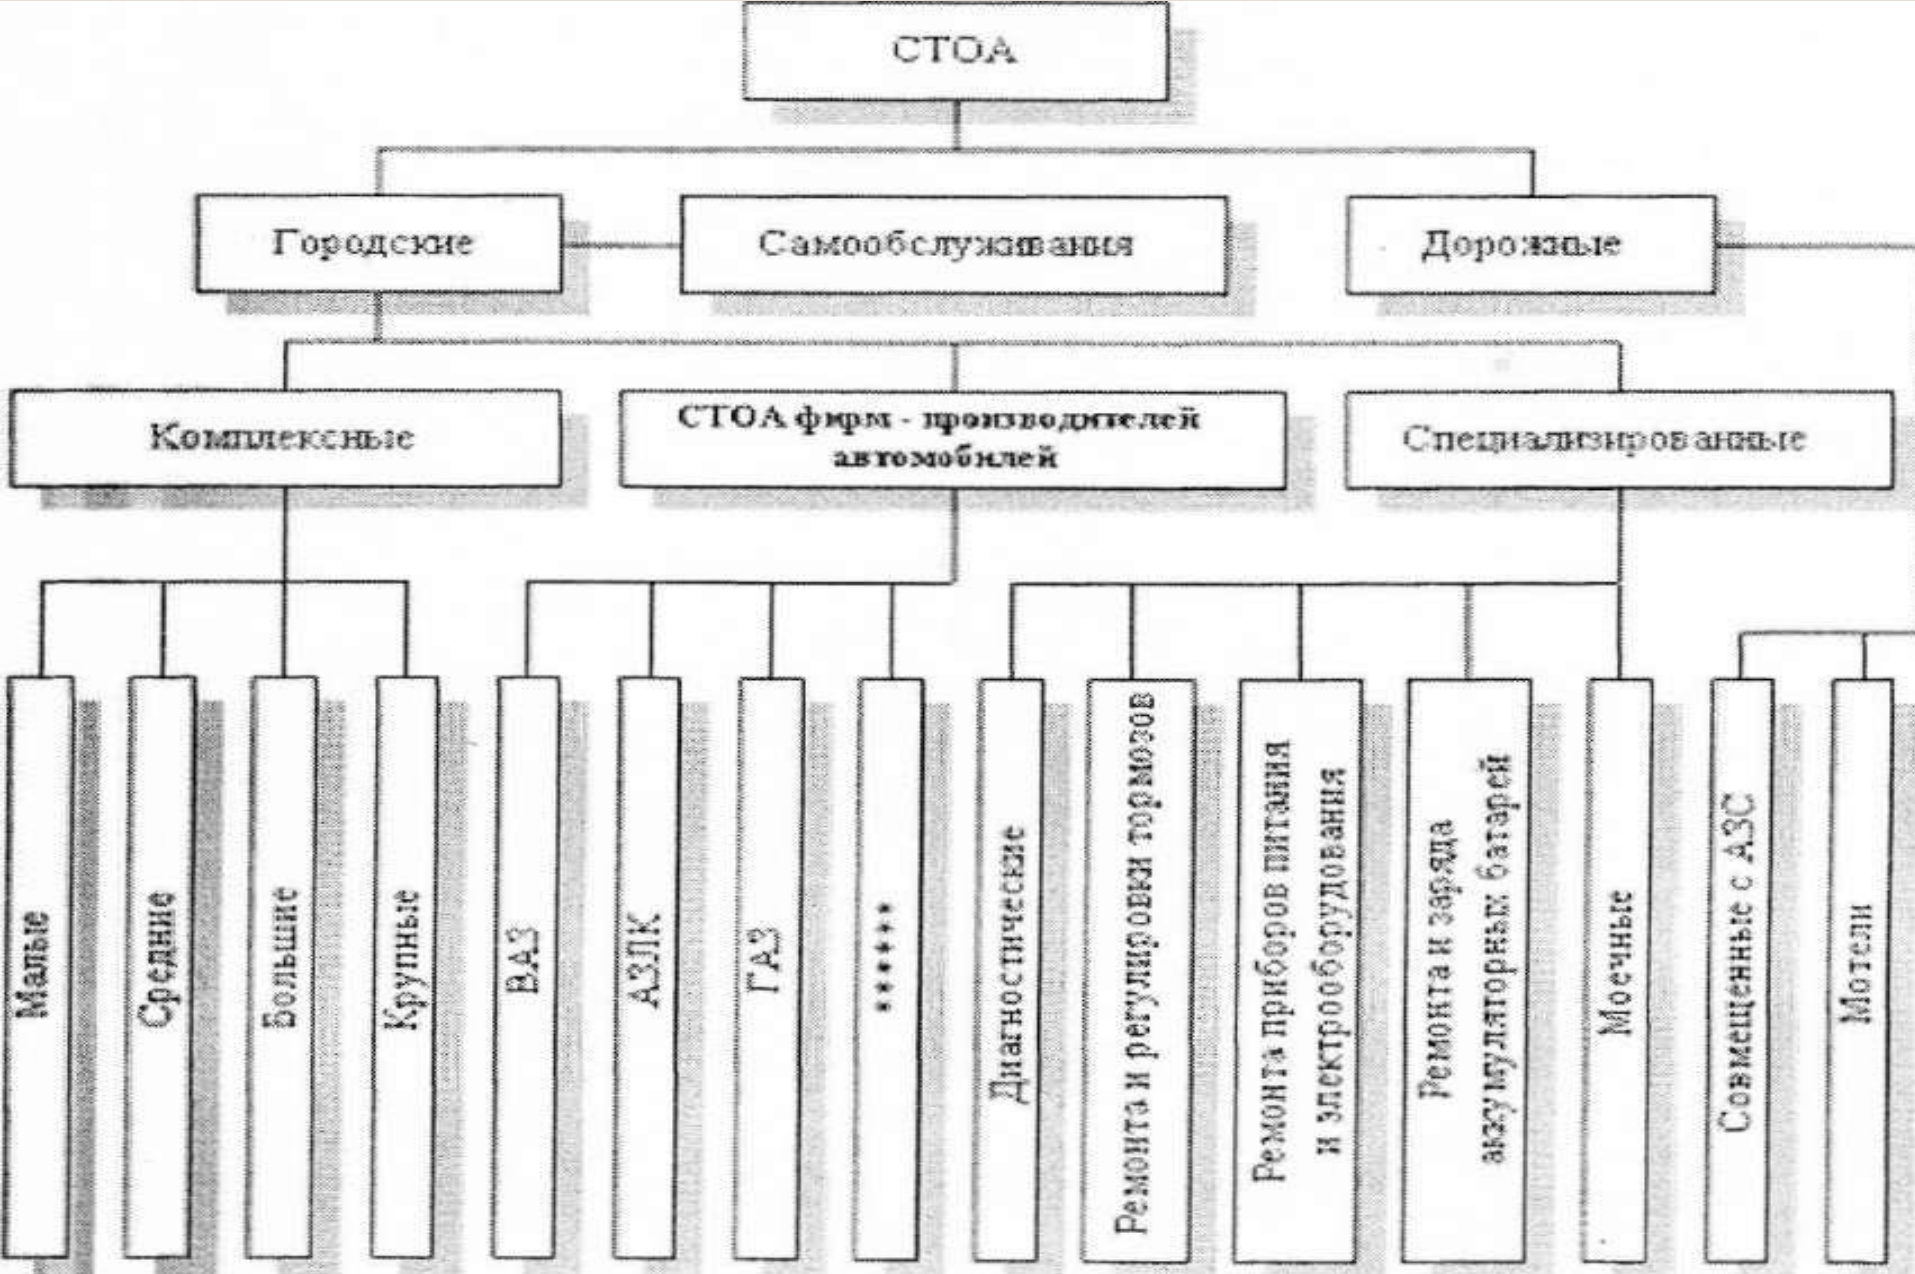 СТОА
Городские
Самообслуживания
Дорожные
Комплексные
СТОА фирм - производителей
автомобилей
Специализированные
Малые
Средние
Большие
Крупные
ВАЗ
АЗЛК
ГАЗ
******
Диагностические
Ремонта и регулировки тормозов
Ремонта приборов питания
и электрооборудования
Ремонта и заряда
аккумуляторных батарей
Моечные
Совмещенные с АЗС
Мотели